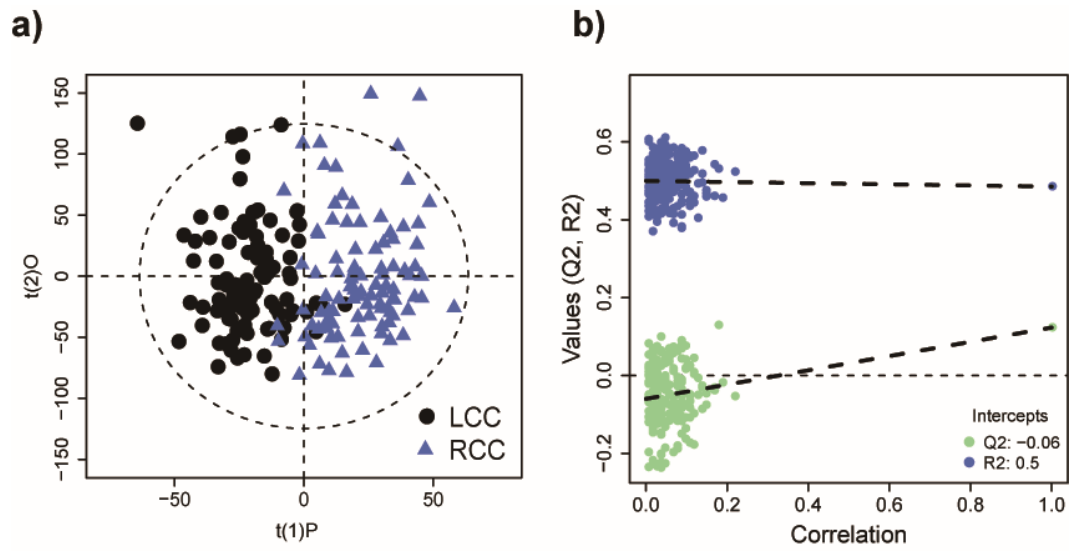 a)
150
100
50
0
−50
−100
−150
t(2)O
LCC
RCC
−50
0
50
t(1)P
b)
0.6
0.4
0.2
0.0
−0.2
Values (Q2, R2)
Intercepts
Q2: −0.06
R2: 0.5
0.0
0.2
0.4
0.6
0.8
1.0
Correlation